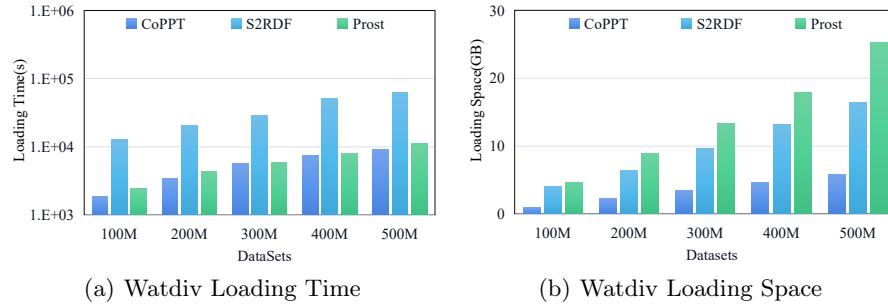 1.E+06
CoPPT S2RDF Prost
1.E+05
1.E+04
1.E+03
Loading Time(s)
100M 200M 300M 400M 500M
DataSets
(a) Watdiv Loading Time
30
CoPPT S2RDF Prost
20
10
0
Loading Space(GB)
100M 200M 300M 400M 500M
Datasets
(b) Watdiv Loading Space